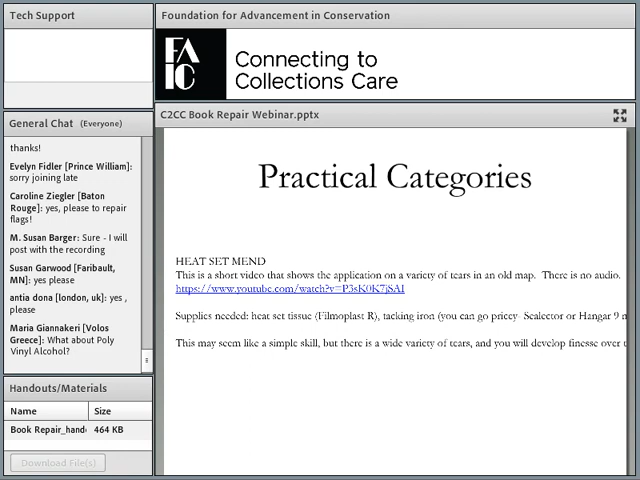 Tech Support
Foundation for Advancement in Conservation
FAIC
Connecting to
Collections Care
General Chat (Everyone)
thanks!
Evelyn Fidler [Prince William]:
sorry joining late
Caroline Ziegler [Baton
Rouge]: yes, please to repair
flags!
M. Susan Barger: Sure - I will
post with the recording
Susan Garwood [Faribault,
MN]: yes please
antia dona [london, uk]: yes ,
please
Maria Giannakeri [Volos
Greece]: What about Poly
Vinyl Alcohol?
Handouts/Materials
Name Size
Book Repair_hand 464 KB
Download File(s)
C2CC Book Repair Webinar.pptx
Practical Categories
HEAT SET MEND
This is a short video that shows the application on a variety of tears in an old map. There is no audio.
https://www.youtube.com/watch?v=P3sK0K7jSAI
Supplies needed: heat set tissue (Filmoplast R), tacking iron (you can go pricey- Sealector or Hangar 9
This may seem like a simple skill, but there is a wide variety of tears, and you will develop finesse over